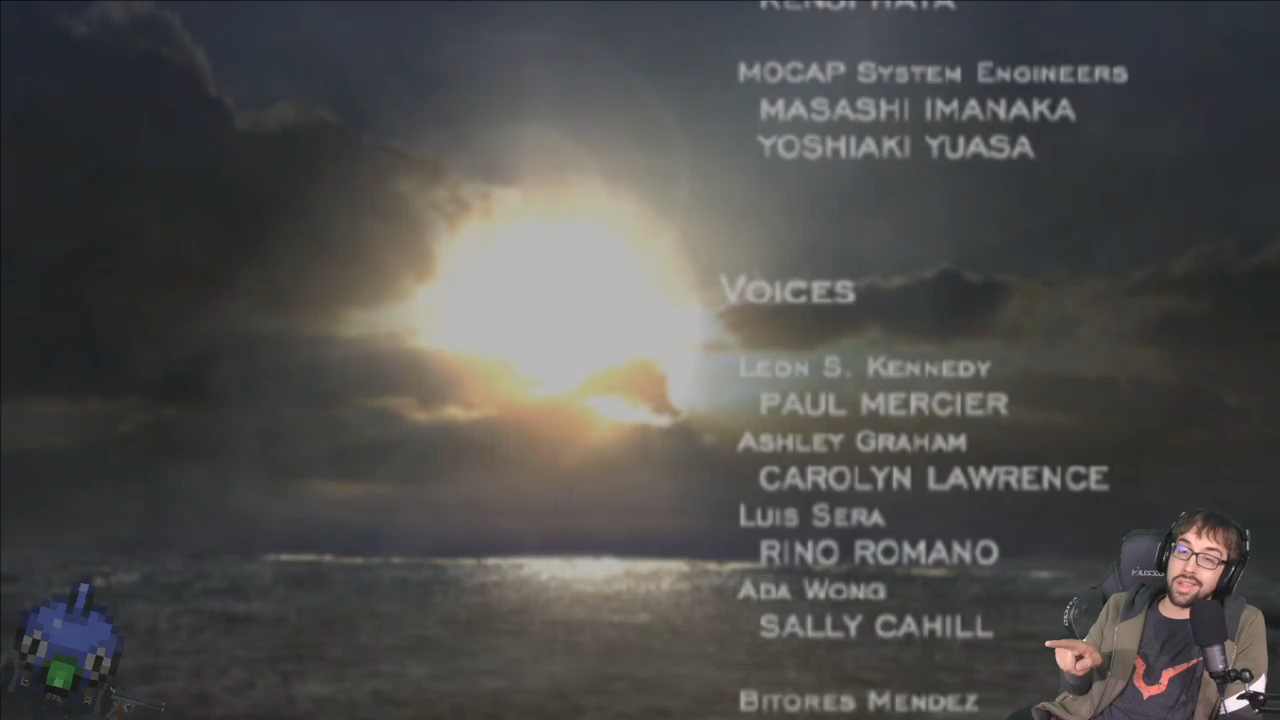 MOCAP SYSTEM ENGINEERS
MASASHI IMANAKA
YOSHIAKI YUASA
VOICES
LEON S. KENNEDY
PAUL MERCIER
ASHLEY GRAHAM
CAROLYN LAWRENCE
LUIS SERA
RINO ROMANO
ADA WONG
SALLY CAHILL
BITORES MENDEZ